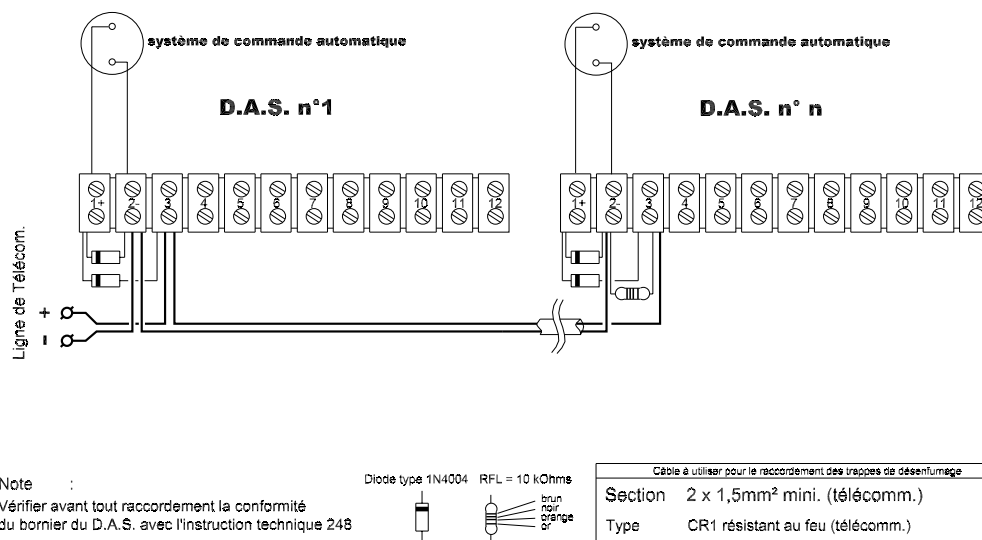 système de commande automatique
système de commande automatique
D.A.S. n°1
D.A.S. n° n
1+ 2- 3 4 5 6 7 8 9 10 11 12
1+ 2- 3 4 5 6 7 8 9 10 11 12
Ligne de Télécom.
+
-
Note :
Vérifier avant tout raccordement la conformité
du bornier du D.A.S. avec l'instruction technique 248
Diode type 1N4004
RFL = 10 kOhms
brun
noir
orange
or
Câble à utiliser pour le raccordement des trappes de désenfumage
Section 2 x 1,5mm² mini. (télécomm.)
Type CR1 résistant au feu (télécomm.)